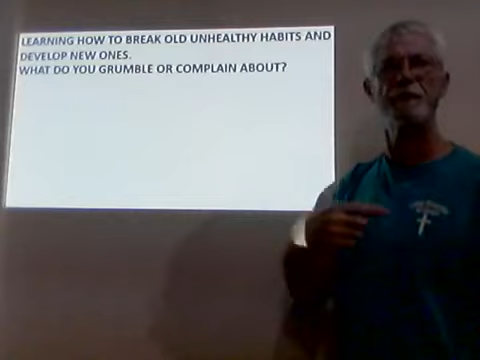 LEARNING HOW TO BREAK OLD UNHEALTHY HABITS AND
DEVELOP NEW ONES.
WHAT DO YOU GRUMBLE OR COMPLAIN ABOUT?